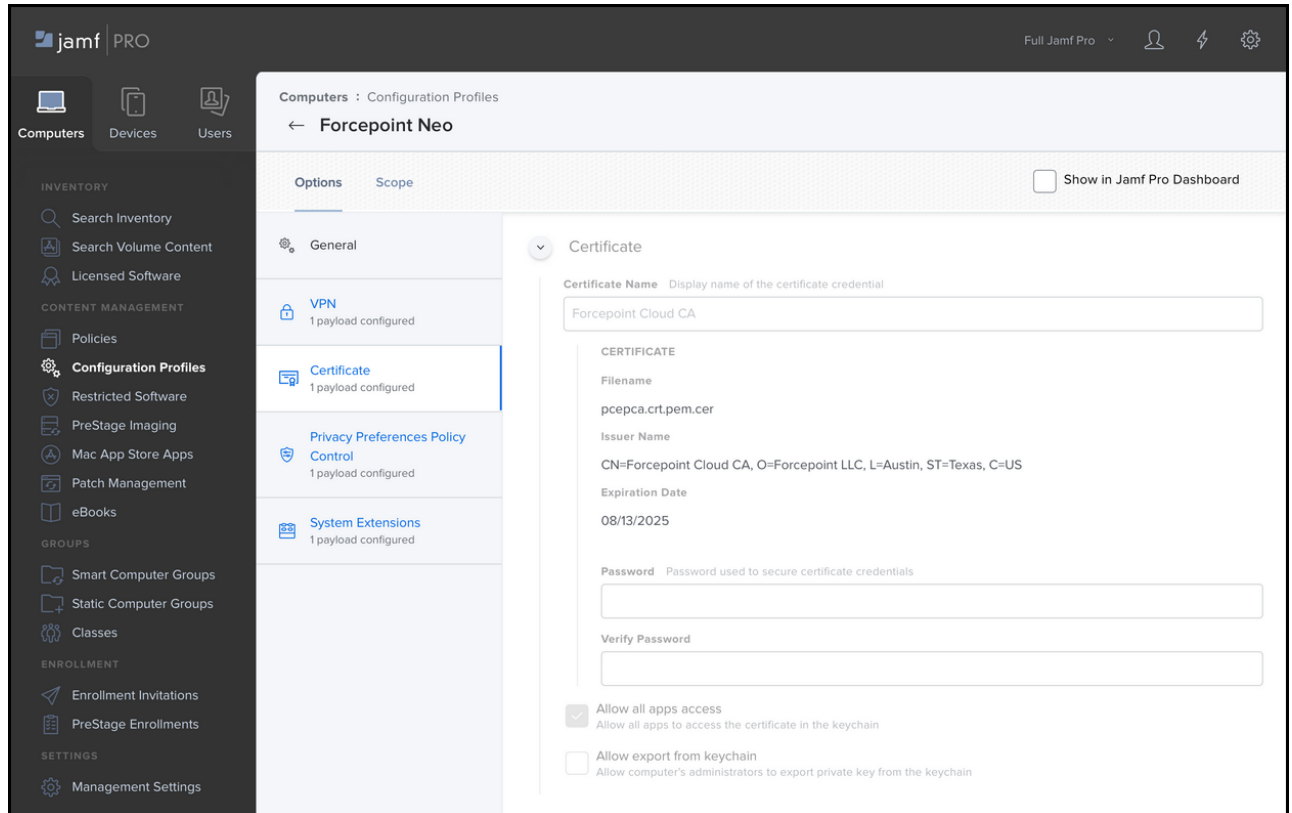 jamf PRO
Full Jamf Pro
Computers
Devices
Users
INVENTORY
Search Inventory
Search Volume Content
Licensed Software
CONTENT MANAGEMENT
Policies
Configuration Profiles
Restricted Software
PreStage Imaging
Mac App Store Apps
Patch Management
eBooks
GROUPS
Smart Computer Groups
Static Computer Groups
Classes
ENROLLMENT
Enrollment Invitations
PreStage Enrollments
SETTINGS
Management Settings
Computers : Configuration Profiles
← Forcepoint Neo
Options
Scope
Show in Jamf Pro Dashboard
General
VPN
1 payload configured
Certificate
1 payload configured
Privacy Preferences Policy
Control
1 payload configured
System Extensions
1 payload configured
Certificate
Certificate Name Display name of the certificate credential
Forcepoint Cloud CA
CERTIFICATE
Filename
pcepca.crt.pem.cer
Issuer Name
CN=Forcepoint Cloud CA, O=Forcepoint LLC, L=Austin, ST=Texas, C=US
Expiration Date
08/13/2025
Password Password used to secure certificate credentials
Verify Password
Allow all apps access
Allow all apps to access the certificate in the keychain
Allow export from keychain
Allow computer's administrators to export private key from the keychain